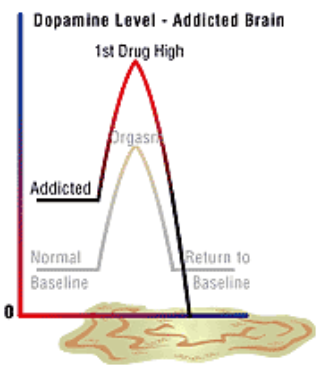 Dopamine Level - Addicted Brain
1st Drug High
Orgasm
Addicted
Normal
Baseline
Return to
Baseline
0